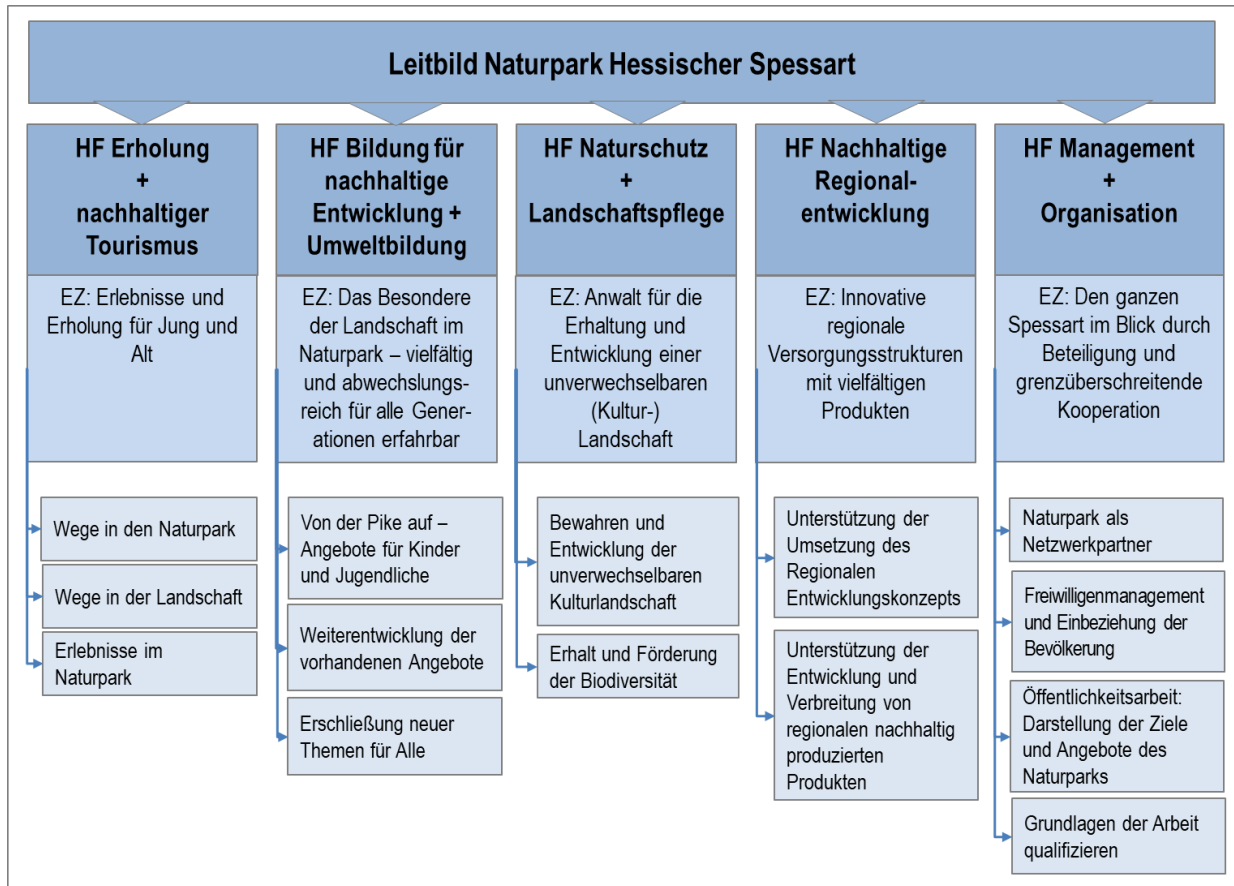 Leitbild Naturpark Hessischer Spessart
HF Erholung
+
nachhaltiger
Tourismus
EZ: Erlebnisse und
Erholung für Jung und
Alt
Wege in den Naturpark
Wege in der Landschaft
Erlebnisse im
Naturpark
HF Bildung für
nachhaltige
Entwicklung +
Umweltbildung
EZ: Das Besondere
der Landschaft im
Naturpark – vielfältig
und abwechslungs-
reich für alle Gener-
ationen erfahrbar
Von der Pike auf –
Angebote für Kinder
und Jugendliche
Weiterentwicklung der
vorhandenen Angebote
Erschließung neuer
Themen für Alle
HF Naturschutz
+
Landschaftspflege
EZ: Anwalt für die
Erhaltung und
Entwicklung einer
unverwechselbaren
(Kultur-)
Landschaft
Bewahren und
Entwicklung der
unverwechselbaren
Kulturlandschaft
Erhalt und Förderung
der Biodiversität
HF Nachhaltige
Regional-
entwicklung
EZ: Innovative
regionale
Versorgungsstrukturen
mit vielfältigen
Produkten
Unterstützung der
Umsetzung des
Regionalen
Entwicklungskonzepts
Unterstützung der
Entwicklung und
Verbreitung von
regionalen nachhaltig
produzierten
Produkten
HF Management
+
Organisation
EZ: Den ganzen
Spessart im Blick durch
Beteiligung und
grenzüberschreitende
Kooperation
Naturpark als
Netzwerkpartner
Freiwilligenmanagement
und Einbeziehung der
Bevölkerung
Öffentlichkeitsarbeit:
Darstellung der Ziele
und Angebote des
Naturparks
Grundlagen der Arbeit
qualifizieren